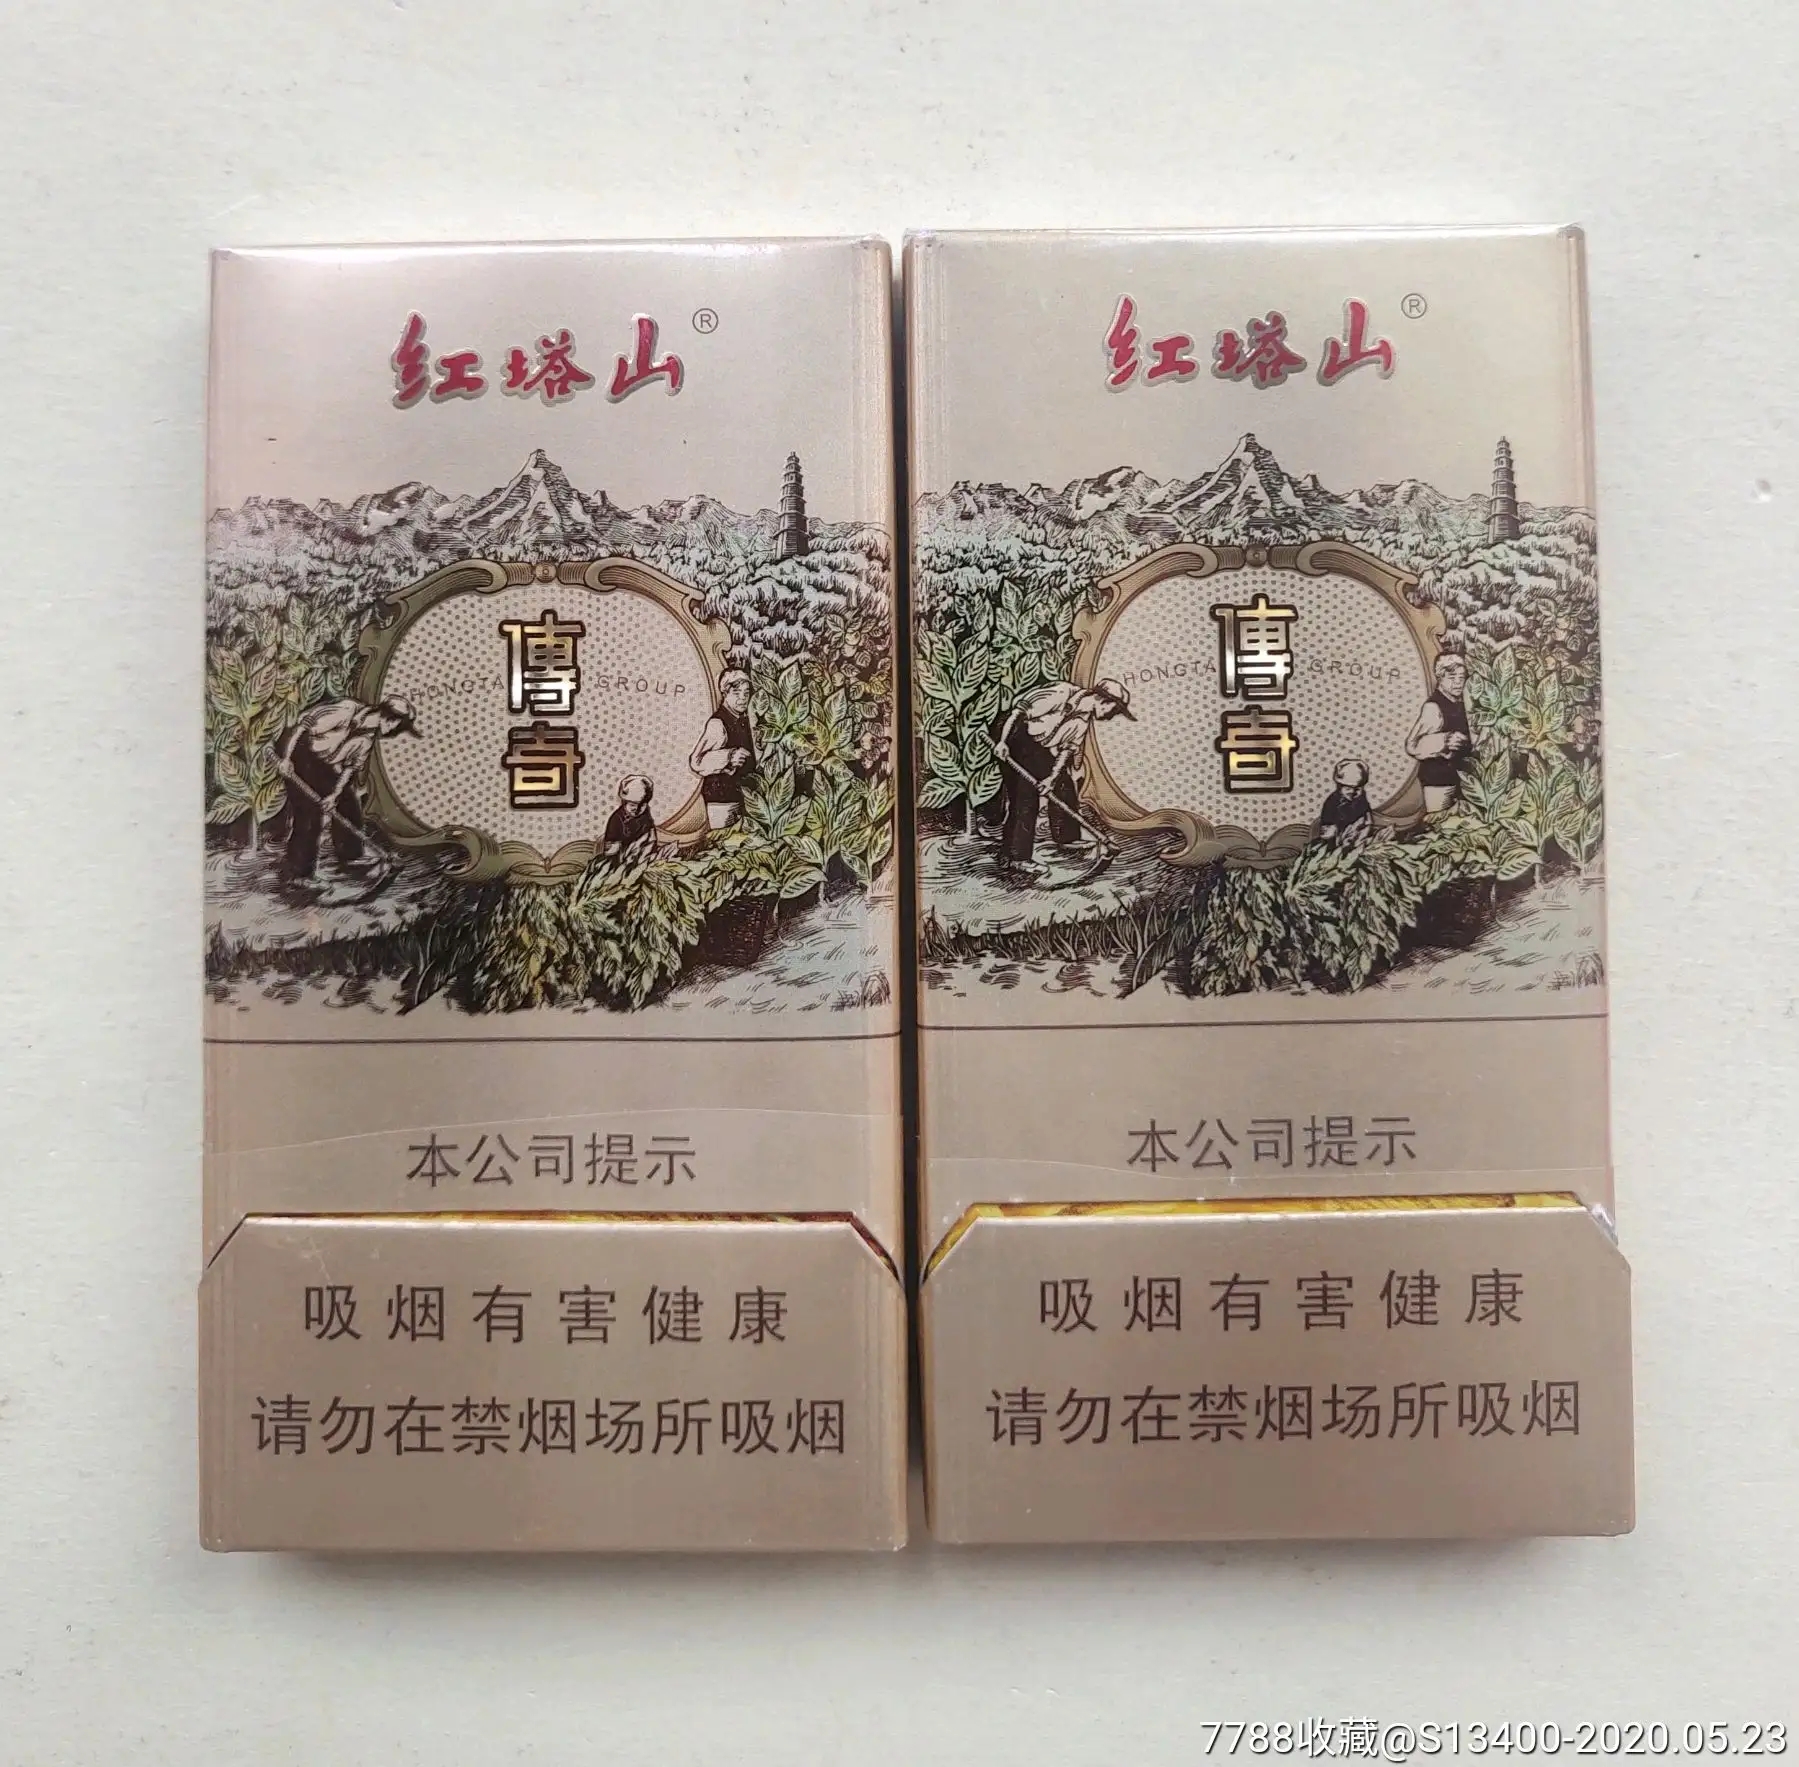 红塔山®
傳奇
HONGTA GROUP
本公司提示
吸烟有害健康
请勿在禁烟场所吸烟
红塔山®
傳奇
HONGTA GROUP
本公司提示
吸烟有害健康
请勿在禁烟场所吸烟
7788收藏@S13400-2020.05.23